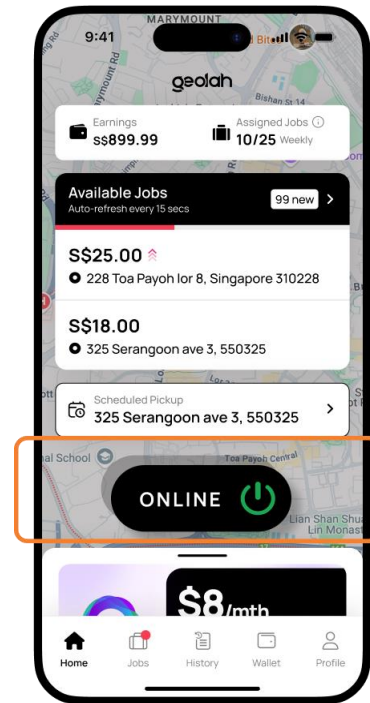 MARYMOUNT
9:41
geolah
Bishan St 14
Earnings
S$899.99
Assigned Jobs
10/25 Weekly
Available Jobs
Auto-refresh every 15 secs
99 new
S$25.00
228 Toa Payoh lor 8, Singapore 310228
S$18.00
325 Serangoon ave 3, 550325
Scheduled Pickup
325 Serangoon ave 3, 550325
Toa Payoh Central
ONLINE
Lian Shan Shua
Lin Monast
$8/mth
Home
Jobs
History
Wallet
Profile